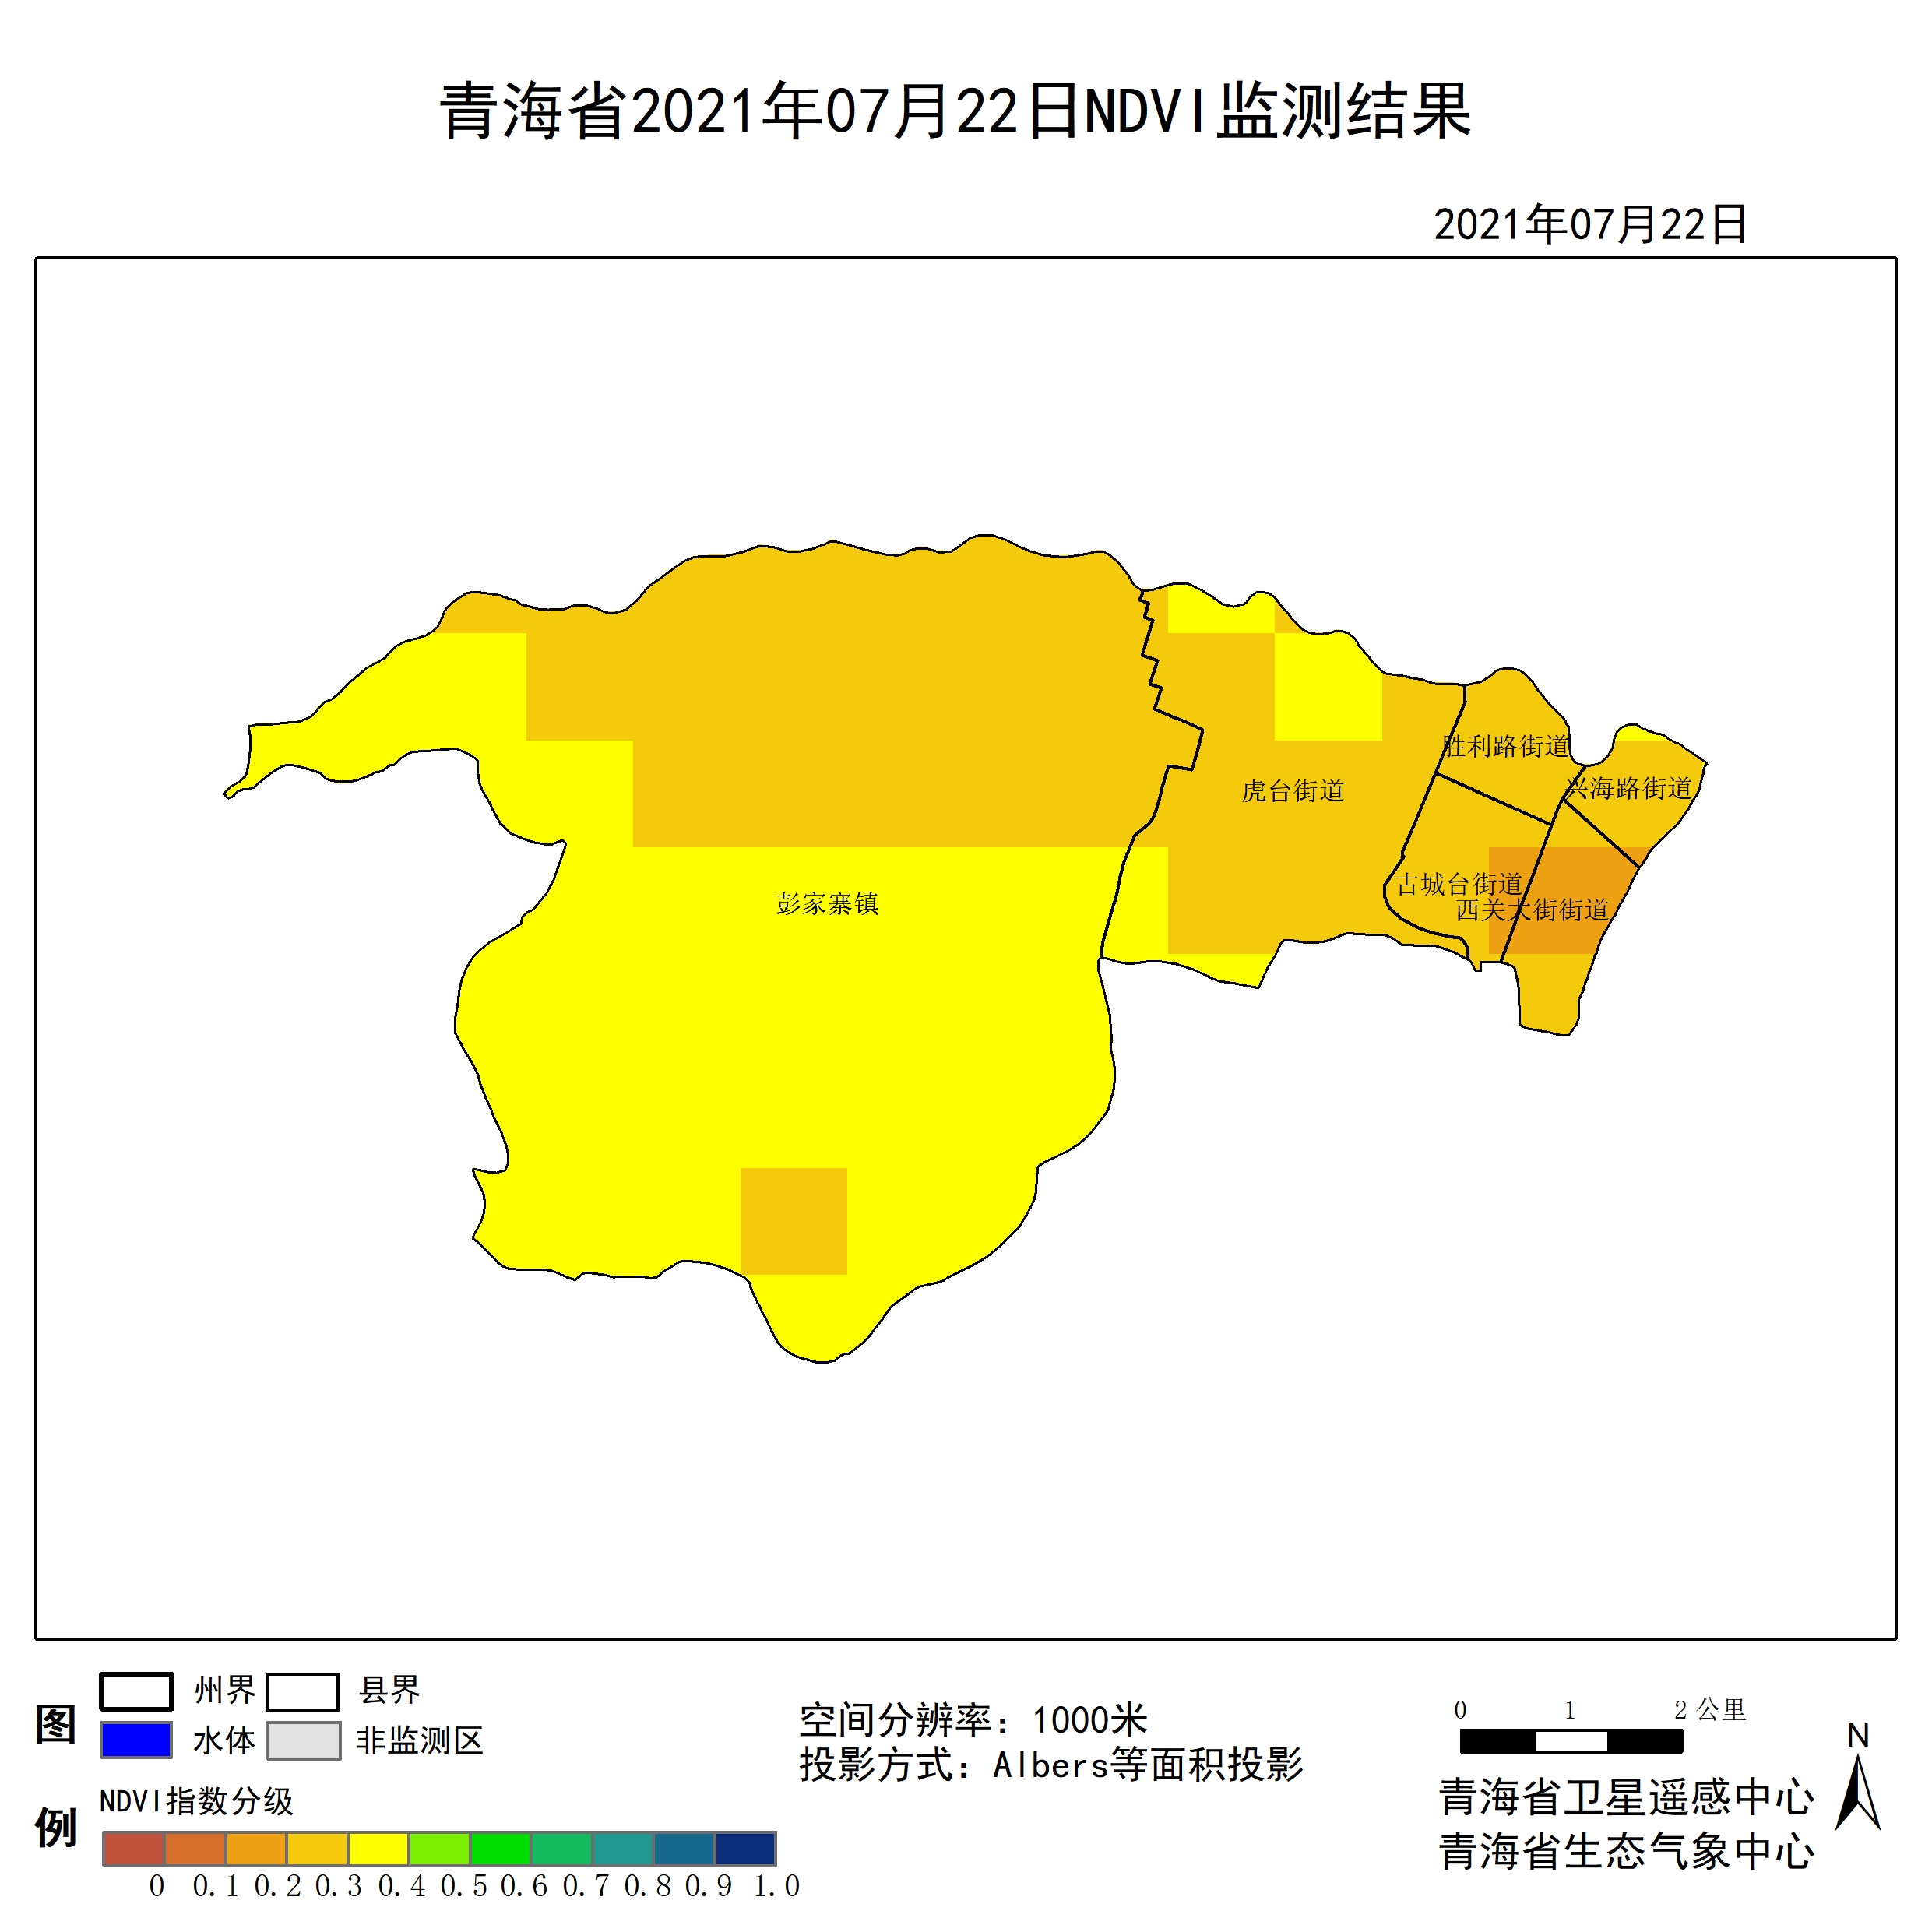 青海省2021年07月22日NDVI监测结果
2021年07月22日
胜利路街道
虎台街道
兴海路街道
古城台街道
彭家寨镇
西关大街街道
图例
州界
县界
水体
非监测区
NDVI指数分级
0 0.1 0.2 0.3 0.4 0.5 0.6 0.7 0.8 0.9 1.0
空间分辨率：1000米
投影方式：Albers等面积投影
0 1 2 公里
N
青海省卫星遥感中心
青海省生态气象中心